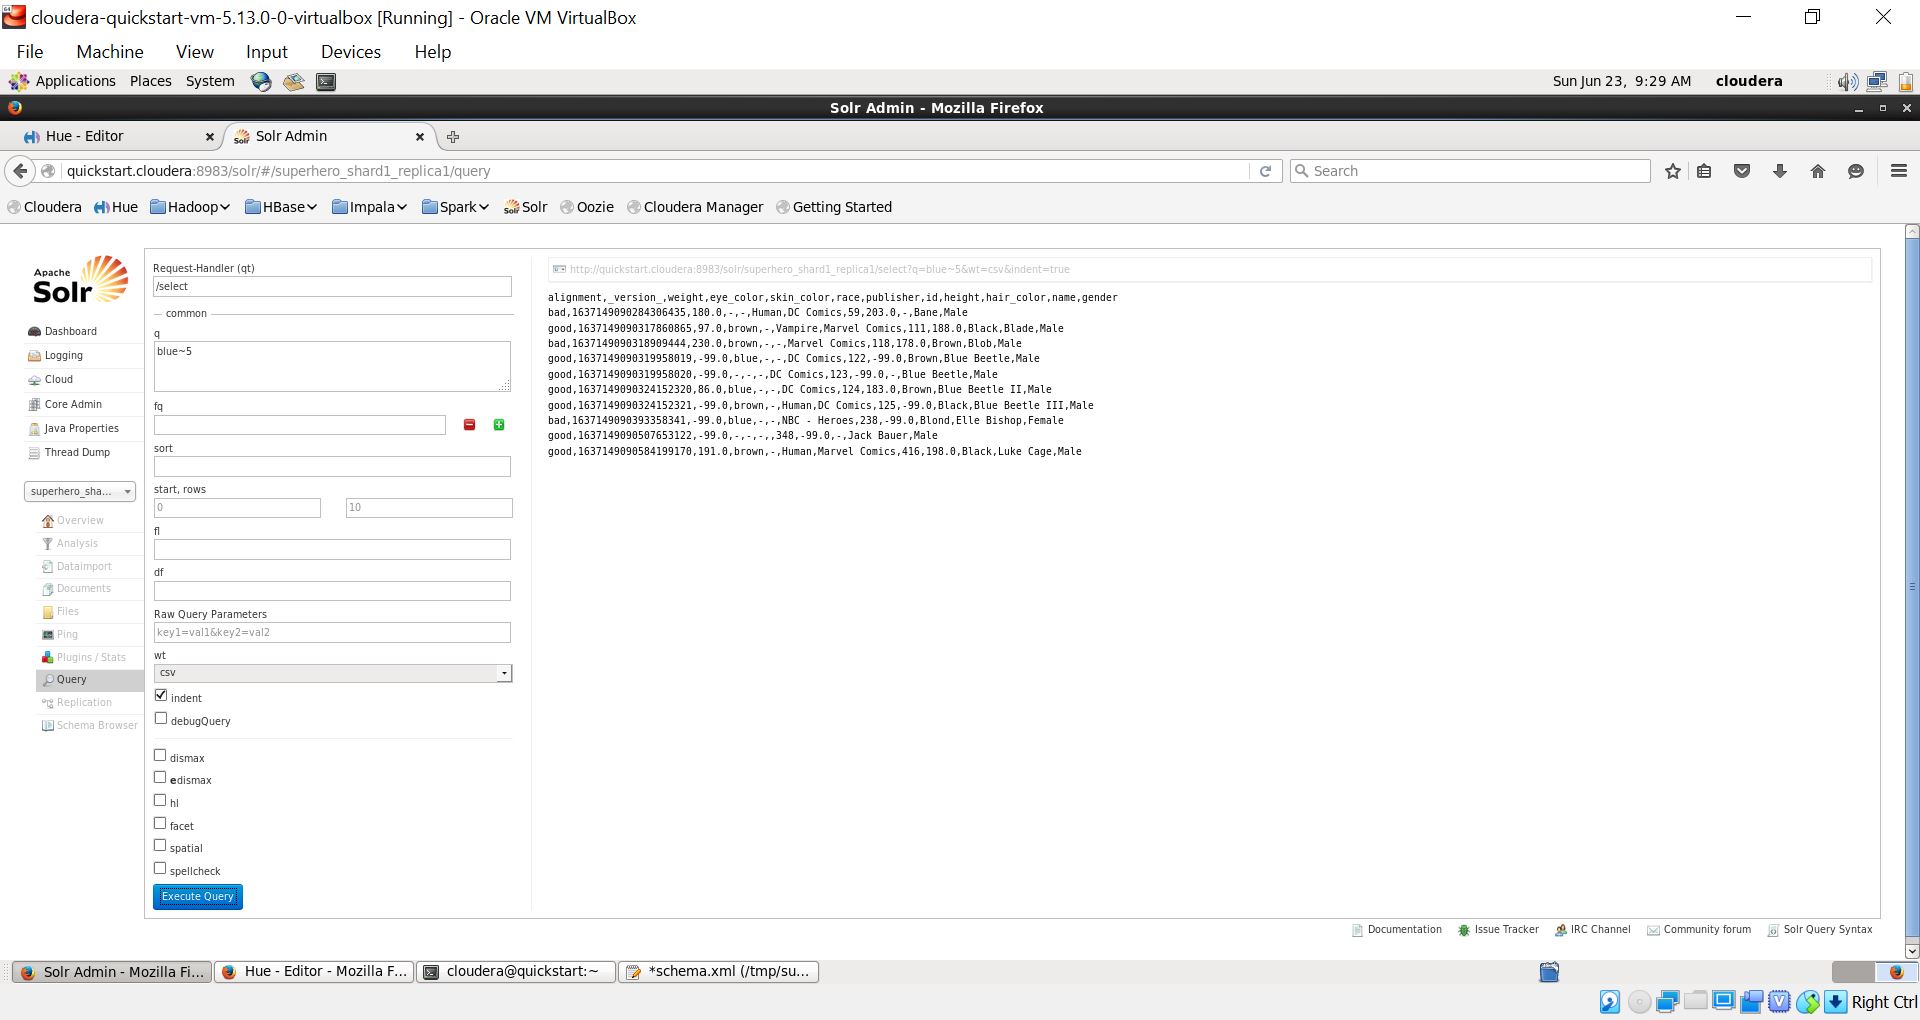 cloudera-quickstart-vm-5.13.0-0-virtualbox [Running] - Oracle VM VirtualBox
File Machine View Input Devices Help
Applications Places System Sun Jun 23, 9:29 AM cloudera
Solr Admin - Mozilla Firefox
Hue - Editor Solr Admin
quickstart.cloudera:8983/solr/#/superhero_shard1_replica1/query Search
Cloudera Hue Hadoop HBase Impala Spark Solr Oozie Cloudera Manager Getting Started
Apache
Solr
Dashboard
Logging
Cloud
Core Admin
Java Properties
Thread Dump
superhero_sha...
Overview
Analysis
Dataimport
Documents
Files
Ping
Plugins / Stats
Query
Replication
Schema Browser
Request-Handler (qt)
/select
common
q
blue~5
fq
sort
start, rows
0 10
fl
df
Raw Query Parameters
key1=val1&key2=val2
wt
csv
indent
debugQuery
dismax
edismax
hl
facet
spatial
spellcheck
Execute Query
http://quickstart.cloudera:8983/solr/superhero_shard1_replica1/select?q=blue~5&wt=csv&indent=true
alignment,_version_,weight,eye_color,skin_color,race,publisher,id,height,hair_color,name,gender
bad,1637149090284306435,180.0,-,-,Human,DC Comics,59,203.0,-,Bane,Male
good,1637149090317860865,97.0,brown,-,Vampire,Marvel Comics,111,188.0,Black,Blade,Male
bad,1637149090318909444,230.0,brown,-,-,Marvel Comics,118,178.0,Brown,Blob,Male
good,1637149090319958019,-99.0,blue,-,-,DC Comics,122,-99.0,Brown,Blue Beetle,Male
good,1637149090319958020,-99.0,-,-,-,DC Comics,123,-99.0,-,Blue Beetle,Male
good,1637149090324152320,86.0,blue,-,-,DC Comics,124,183.0,Brown,Blue Beetle II,Male
good,1637149090324152321,-99.0,brown,-,Human,DC Comics,125,-99.0,Black,Blue Beetle III,Male
bad,1637149090393358341,-99.0,blue,-,-,NBC - Heroes,238,-99.0,Blond,Elle Bishop,Female
good,1637149090507653122,-99.0,-,-,-,,348,-99.0,-,Jack Bauer,Male
good,1637149090584199170,191.0,brown,-,Human,Marvel Comics,416,198.0,Black,Luke Cage,Male
Documentation Issue Tracker IRC Channel Community forum Solr Query Syntax
Solr Admin - Mozilla Fi... Hue - Editor - Mozilla F... cloudera@quickstart:~ *schema.xml (/tmp/su...
Right Ctrl